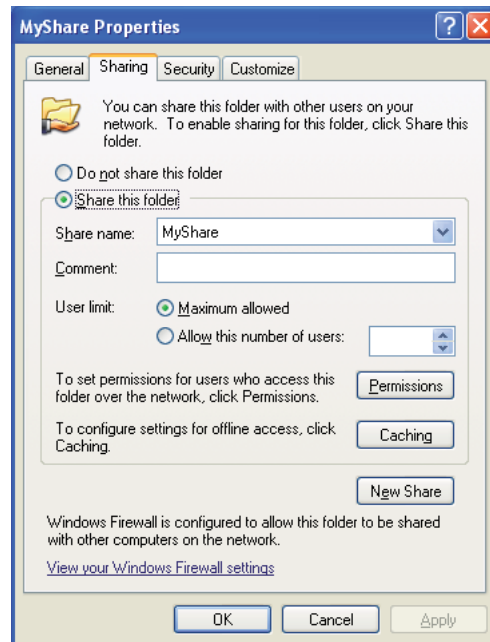 MyShare Properties
General Sharing Security Customize
You can share this folder with other users on your
network. To enable sharing for this folder, click Share this
folder.
Do not share this folder
Share this folder
Share name: MyShare
Comment:
User limit: Maximum allowed
Allow this number of users:
To set permissions for users who access this
folder over the network, click Permissions.
Permissions
To configure settings for offline access, click
Caching.
Caching
New Share
Windows Firewall is configured to allow this folder to be shared
with other computers on the network.
View your Windows Firewall settings
OK Cancel Apply